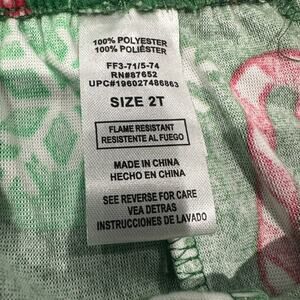 100% POLYESTER
100% POLIÉSTER
FF3-71/5-74
RN#87652
UPC#196027486863
SIZE 2T
FLAME RESISTANT
RESISTENTE AL FUEGO
MADE IN CHINA
HECHO EN CHINA
SEE REVERSE FOR CARE
VEA DETRAS
INSTRUCCIONES DE LAVADO